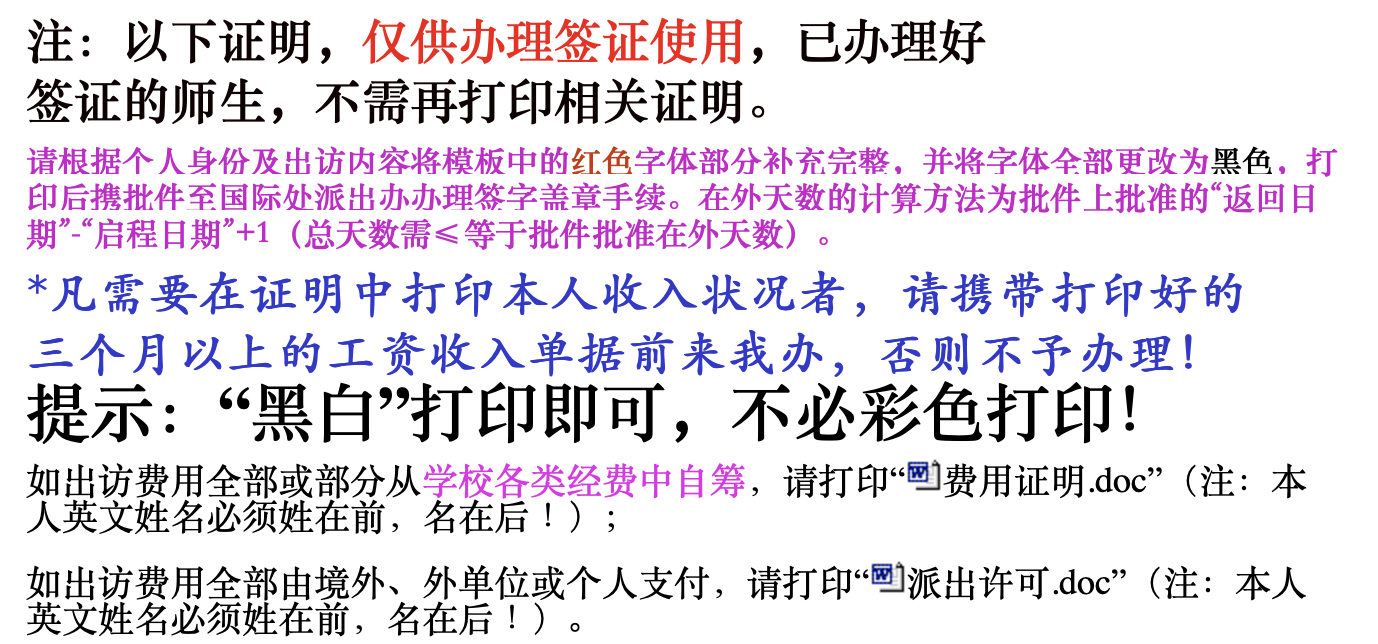 注：以下证明，仅供办理签证使用，已办理好
签证的师生，不需再打印相关证明。
请根据个人身份及出访内容将模板中的红色字体部分补充完整，并将字体全部更改为黑色，打
印后携批件至国际处派出办办理签字盖章手续。在外天数的计算方法为批件上批准的“返回日
期”-“启程日期”+1（总天数需≤等于批件批准在外天数）。
*凡需要在证明中打印本人收入状况者，请携带打印好的
三个月以上的工资收入单据前来我办，否则不予办理！
提示：“黑白”打印即可，不必彩色打印！
如出访费用全部或部分从学校各类经费中自筹，请打印“费用证明.doc”（注：本
人英文姓名必须姓在前，名在后！）；
如出访费用全部由境外、外单位或个人支付，请打印“派出许可.doc”（注：本人
英文姓名必须姓在前，名在后！）。